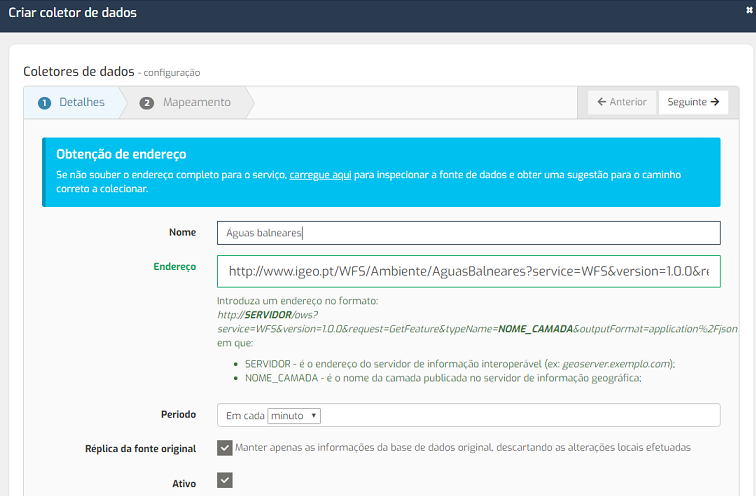 Criar coletor de dados
Coletores de dados - configuração
1 Detalhes 2 Mapeamento Anterior Seguinte
Obtenção de endereço
Se não souber o endereço completo para o serviço, carregue aqui para inspecionar a fonte de dados e obter uma sugestão para o caminho
correto a colecionar.
Nome Águas balneares
Endereço http://www.igeo.pt/WFS/Ambiente/AguasBalneares?service=WFS&version=1.0.0&re
Introduza um endereço no formato:
http://SERVIDOR/ows?
service=WFS&version=1.0.0&request=GetFeature&typeName=NOME_CAMADA&outputFormat=application%2Fjson
em que:
• SERVIDOR - é o endereço do servidor de informação interoperável (ex: geoserver.exemplo.com);
• NOME_CAMADA - é o nome da camada publicada no servidor de informação geográfica;
Periodo Em cada minuto
Réplica da fonte original Manter apenas as informações da base de dados original, descartando as alterações locais efetuadas
Ativo